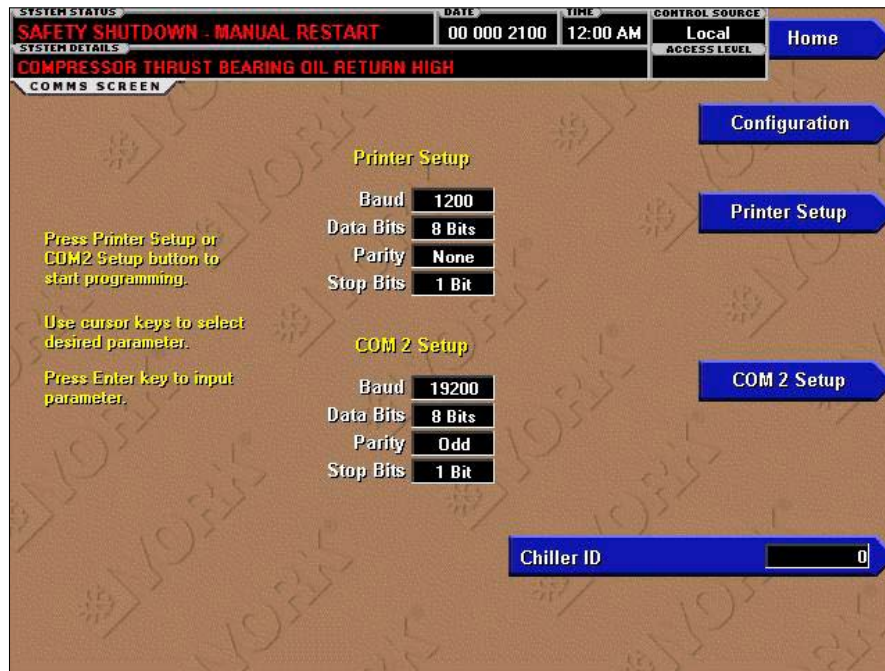 SYSTEM STATUS
SAFETY SHUTDOWN - MANUAL RESTART
DATE
00 000 2100
TIME
12:00 AM
CONTROL SOURCE
Local
ACCESS LEVEL
Home
SYSTEM DETAILS
COMPRESSOR THRUST BEARING OIL RETURN HIGH
COMMS SCREEN
Configuration
Printer Setup
Baud 1200
Data Bits 8 Bits
Parity None
Stop Bits 1 Bit
Printer Setup
Press Printer Setup or
COM2 Setup button to
start programming.
Use cursor keys to select
desired parameter.
Press Enter key to input
parameter.
COM 2 Setup
Baud 19200
Data Bits 8 Bits
Parity Odd
Stop Bits 1 Bit
COM 2 Setup
Chiller ID 0
YORK